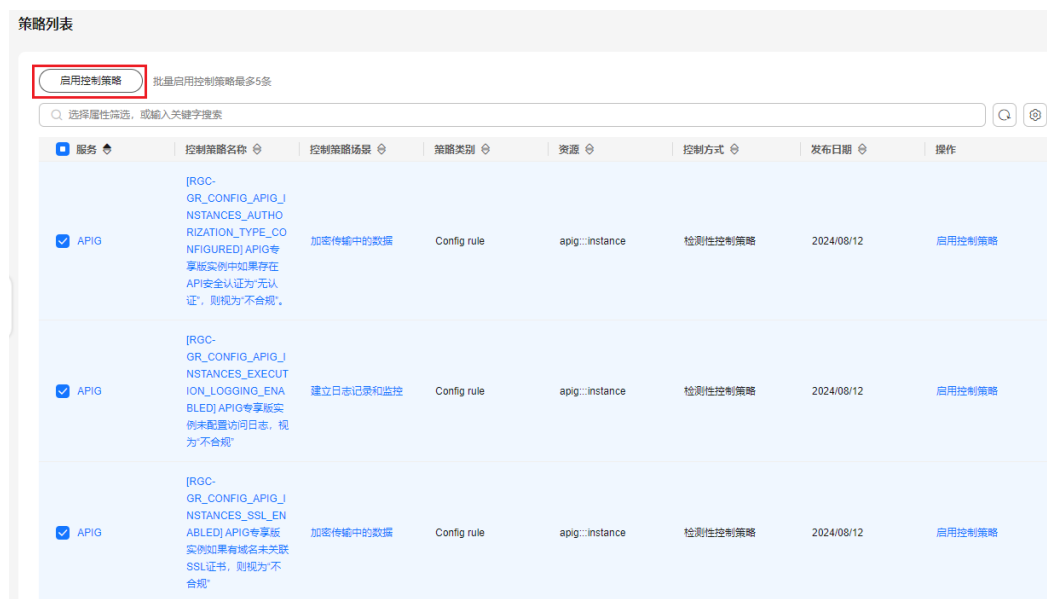 策略列表
启用控制策略 批量启用控制策略最多5条
选择属性筛选，或输入关键字搜索
服务 控制策略名称 控制策略场景 策略类别 资源 控制方式 发布日期 操作
[RGC-
GR_CONFIG_APIG_I
NSTANCES_AUTHO
RIZATION_TYPE_CO
NFIGURED] APIG专
享版实例中如果存在
API安全认证为“无认
证”，则视为“不合规”。
APIG 加密传输中的数据 Config rule apig:::instance 检测性控制策略 2024/08/12 启用控制策略
[RGC-
GR_CONFIG_APIG_I
NSTANCES_EXECUT
ION_LOGGING_ENA
BLED] APIG专享版实
例未配置访问日志，视
为“不合规”
APIG 建立日志记录和监控 Config rule apig:::instance 检测性控制策略 2024/08/12 启用控制策略
[RGC-
GR_CONFIG_APIG_I
NSTANCES_SSL_EN
ABLED] APIG专享版
实例如果有域名未关联
SSL证书，则视为“不
合规”
APIG 加密传输中的数据 Config rule apig:::instance 检测性控制策略 2024/08/12 启用控制策略